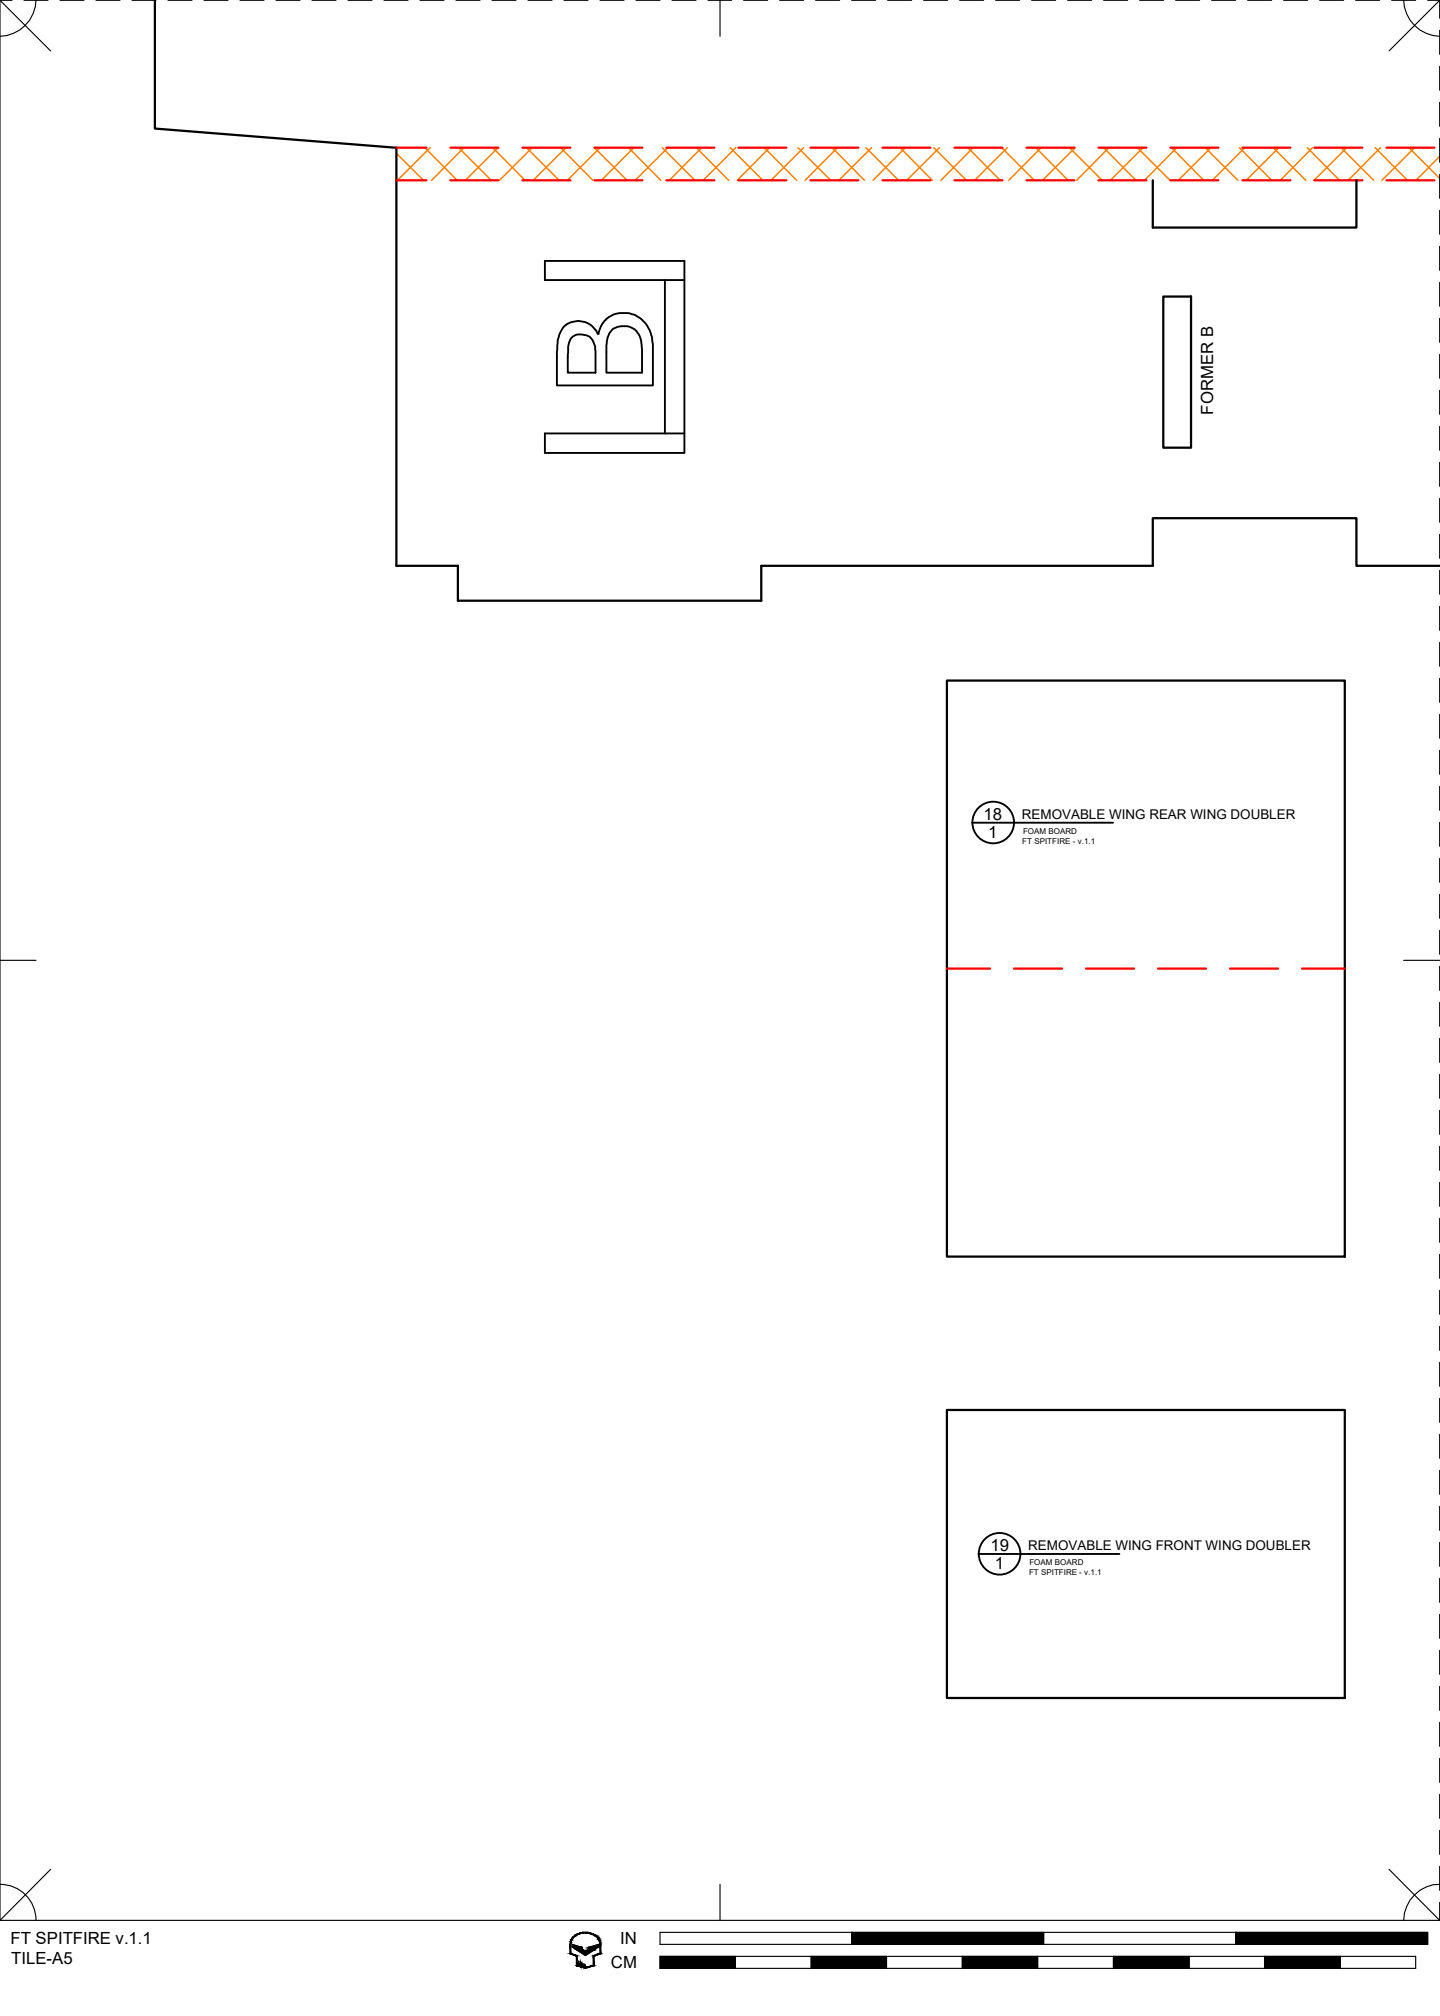 B
FORMER B
18
1
REMOVABLE WING REAR WING DOUBLER
FOAM BOARD
FT SPITFIRE - v.1.1
19
1
REMOVABLE WING FRONT WING DOUBLER
FOAM BOARD
FT SPITFIRE - v.1.1
FT SPITFIRE v.1.1
TILE-A5
IN
CM